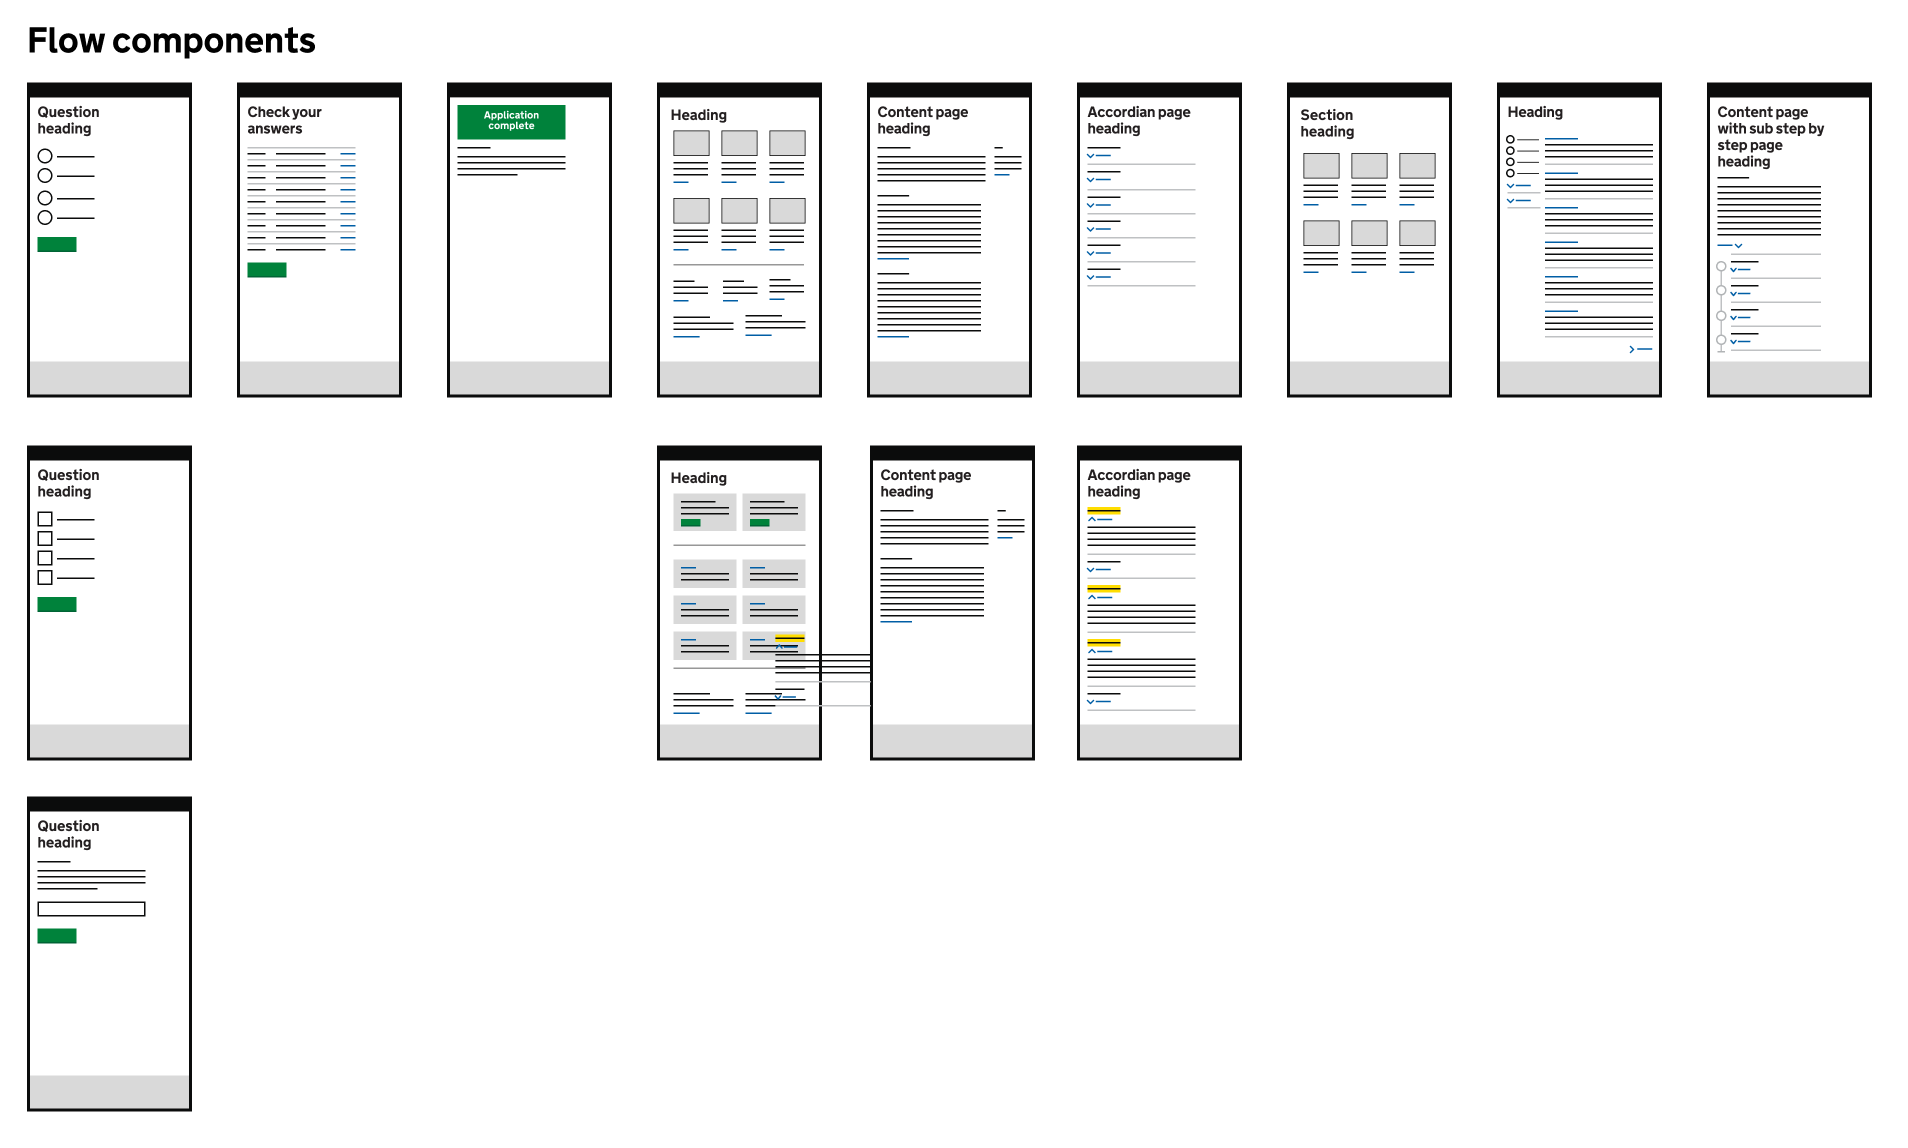 Flow components
Question
heading
Check your
answers
Application
complete
Heading
Content page
heading
Accordian page
heading
Section
heading
Heading
Content page
with sub step by
step page
heading
Question
heading
Heading
Content page
heading
Accordian page
heading
Question
heading